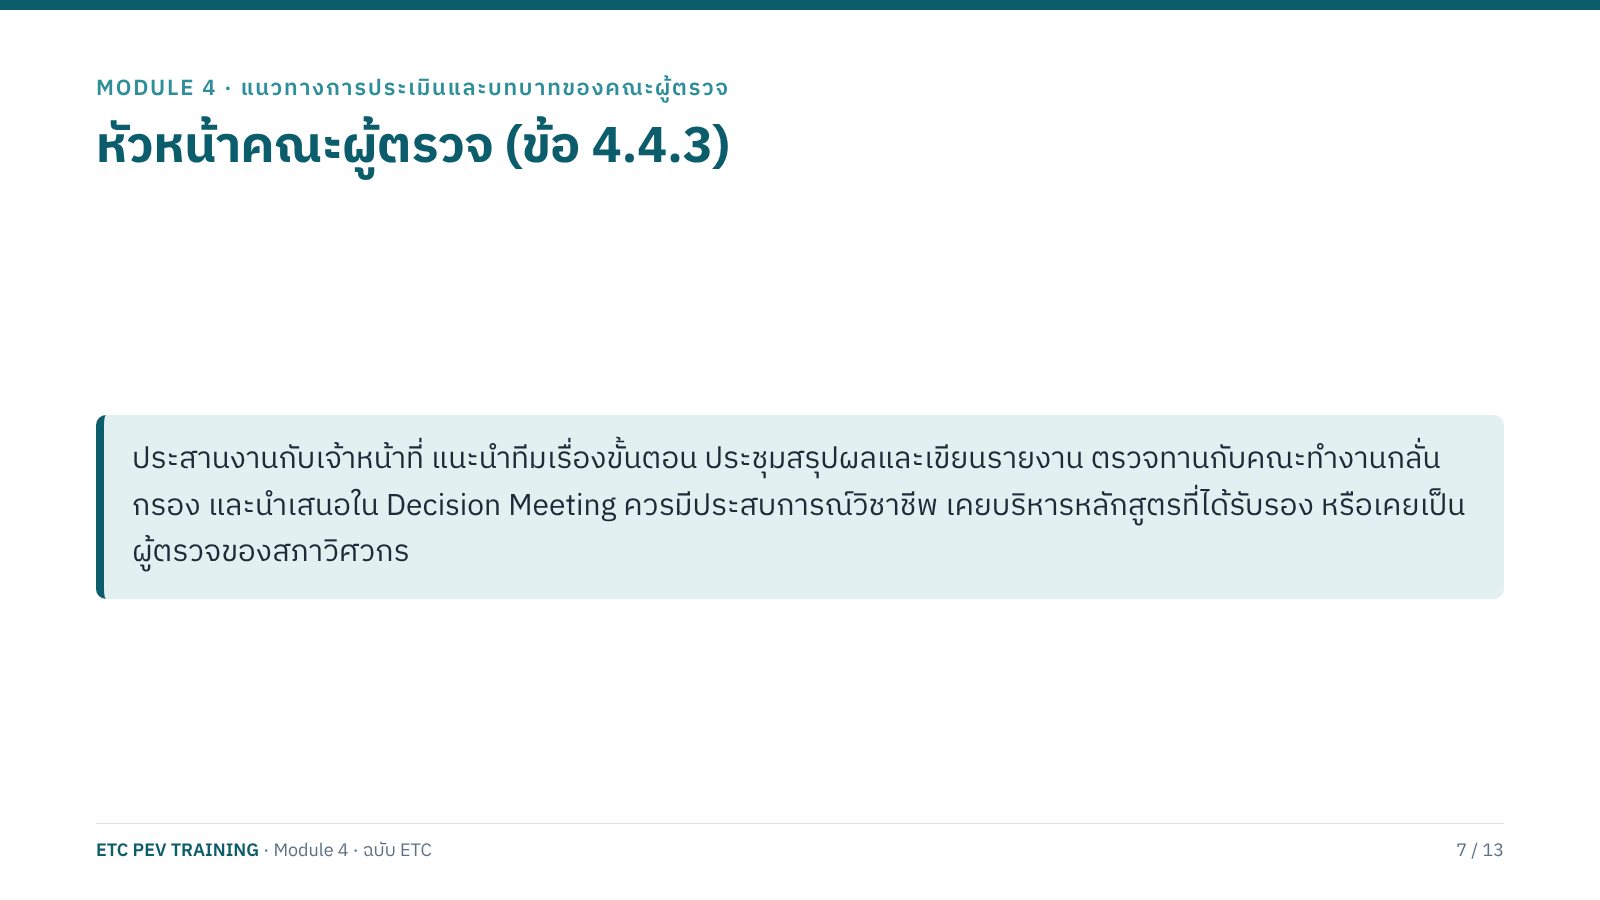 MODULE 4 · แนวทางการประเมินและบทบาทของคณะผู้ตรวจ
หัวหน้าคณะผู้ตรวจ (ข้อ 4.4.3)
ประสานงานกับเจ้าหน้าที่ แนะนำทีมเรื่องขั้นตอน ประชุมสรุปผลและเขียนรายงาน ตรวจทานกับคณะทำงานกลั่น
กรอง และนำเสนอใน Decision Meeting ควรมีประสบการณ์วิชาชีพ เคยบริหารหลักสูตรที่ได้รับรอง หรือเคยเป็น
ผู้ตรวจของสภาวิศวกร
ETC PEV TRAINING · Module 4 · ฉบับ ETC
7 / 13